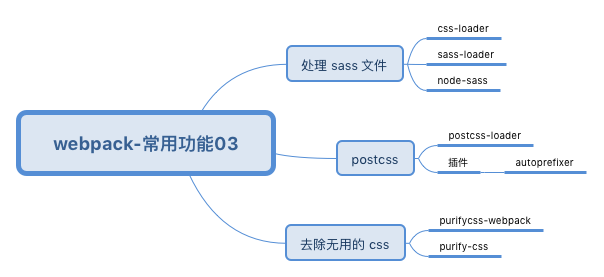 webpack-常用功能03
处理 sass 文件
css-loader
sass-loader
node-sass
postcss
postcss-loader
插件
autoprefixer
去除无用的 css
purifycss-webpack
purify-css